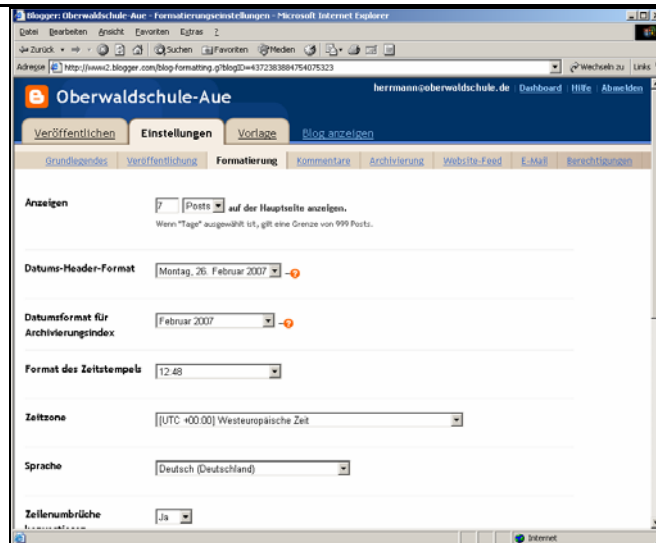 Blogger: Oberwaldschule-Aue - Formatierungseinstellungen - Microsoft Internet Explorer
Datei Bearbeiten Ansicht Favoriten Extras ?
Zurück Suchen Favoriten Medien
Adresse http://www2.blogger.com/blog-formatting.g?blogID=4372383884754075323 Wechseln zu Links
herrmann@oberwaldschule.de | Dashboard | Hilfe | Abmelden
Oberwaldschule-Aue
Veröffentlichen Einstellungen Vorlage Blog anzeigen
Grundlegendes Veröffentlichung Formatierung Kommentare Archivierung Website-Feed E-Mail Berechtigungen
Anzeigen 7 Posts auf der Hauptseite anzeigen.
Wenn "Tage" ausgewählt ist, gilt eine Grenze von 999 Posts.
Datums-Header-Format Montag, 26. Februar 2007 ?
Datumsformat für
Archivierungsindex
Februar 2007 ?
Format des Zeitstempels 12:48
Zeitzone [UTC +00:00] Westeuropäische Zeit
Sprache Deutsch (Deutschland)
Zeilenumbrüche
Ja
Internet